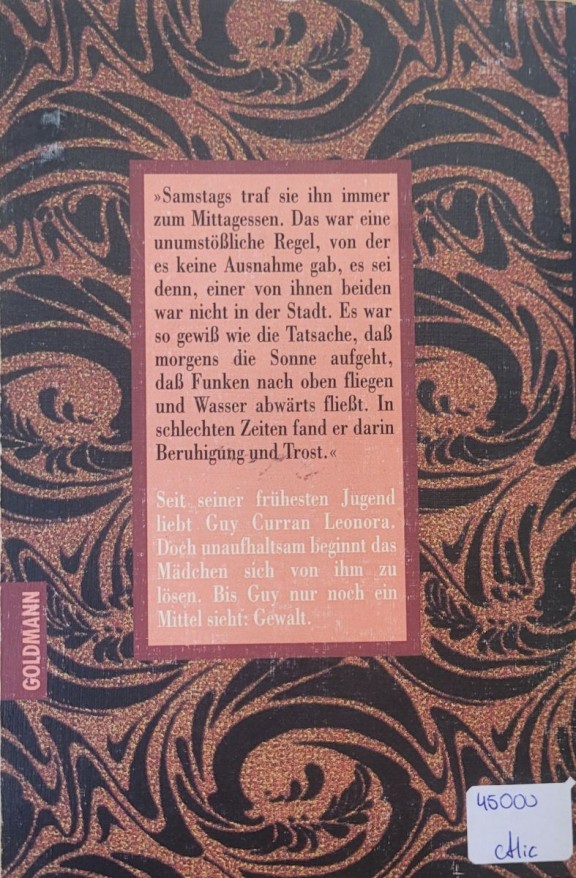 »Samstags traf sie ihn immer
zum Mittagessen. Das war eine
unumstößliche Regel, von der
es keine Ausnahme gab, es sei
denn, einer von ihnen beiden
war nicht in der Stadt. Es war
so gewiß wie die Tatsache, daß
morgens die Sonne aufgeht,
daß Funken nach oben fliegen
und Wasser abwärts fließt. In
schlechten Zeiten fand er darin
Beruhigung und Trost.«
Seit seiner frühesten Jugend
liebt Guy Curran Leonora.
Doch unaufhaltsam beginnt das
Mädchen sich von ihm zu
lösen. Bis Guy nur noch ein
Mittel sieht: Gewalt.
GOLDMANN
45000